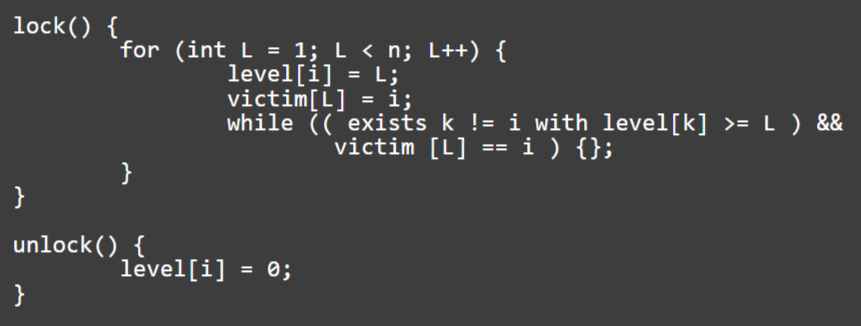 lock() {
for (int L = 1; L < n; L++) {
level[i] = L;
victim[L] = i;
while (( exists k != i with level[k] >= L ) &&
victim [L] == i ) {};
}
}
unlock() {
level[i] = 0;
}